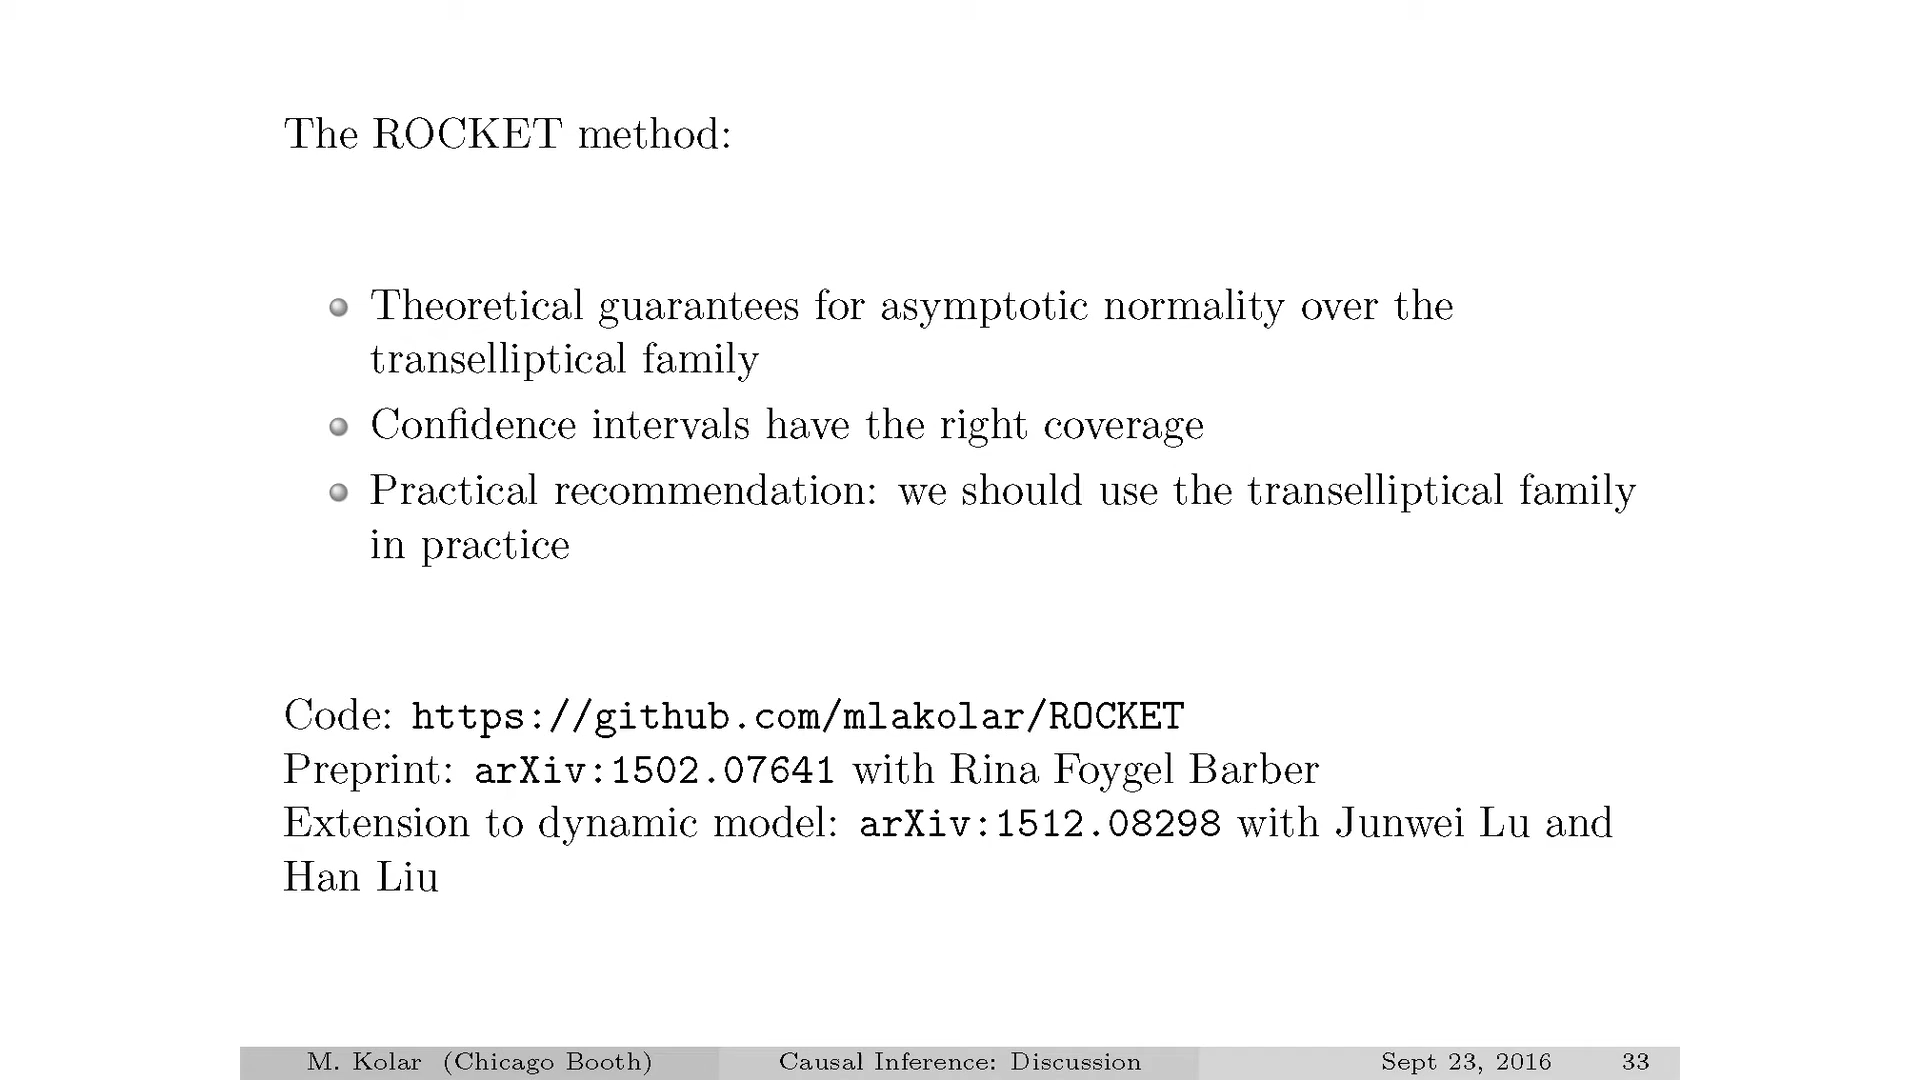 The ROCKET method:
Theoretical guarantees for asymptotic normality over the
transelliptical family
Confidence intervals have the right coverage
Practical recommendation: we should use the transelliptical family
in practice
Code: https://github.com/mlakolar/ROCKET
Preprint: arXiv:1502.07641 with Rina Foygel Barber
Extension to dynamic model: arXiv:1512.08298 with Junwei Lu and
Han Liu
M. Kolar (Chicago Booth) Causal Inference: Discussion Sept 23, 2016 33